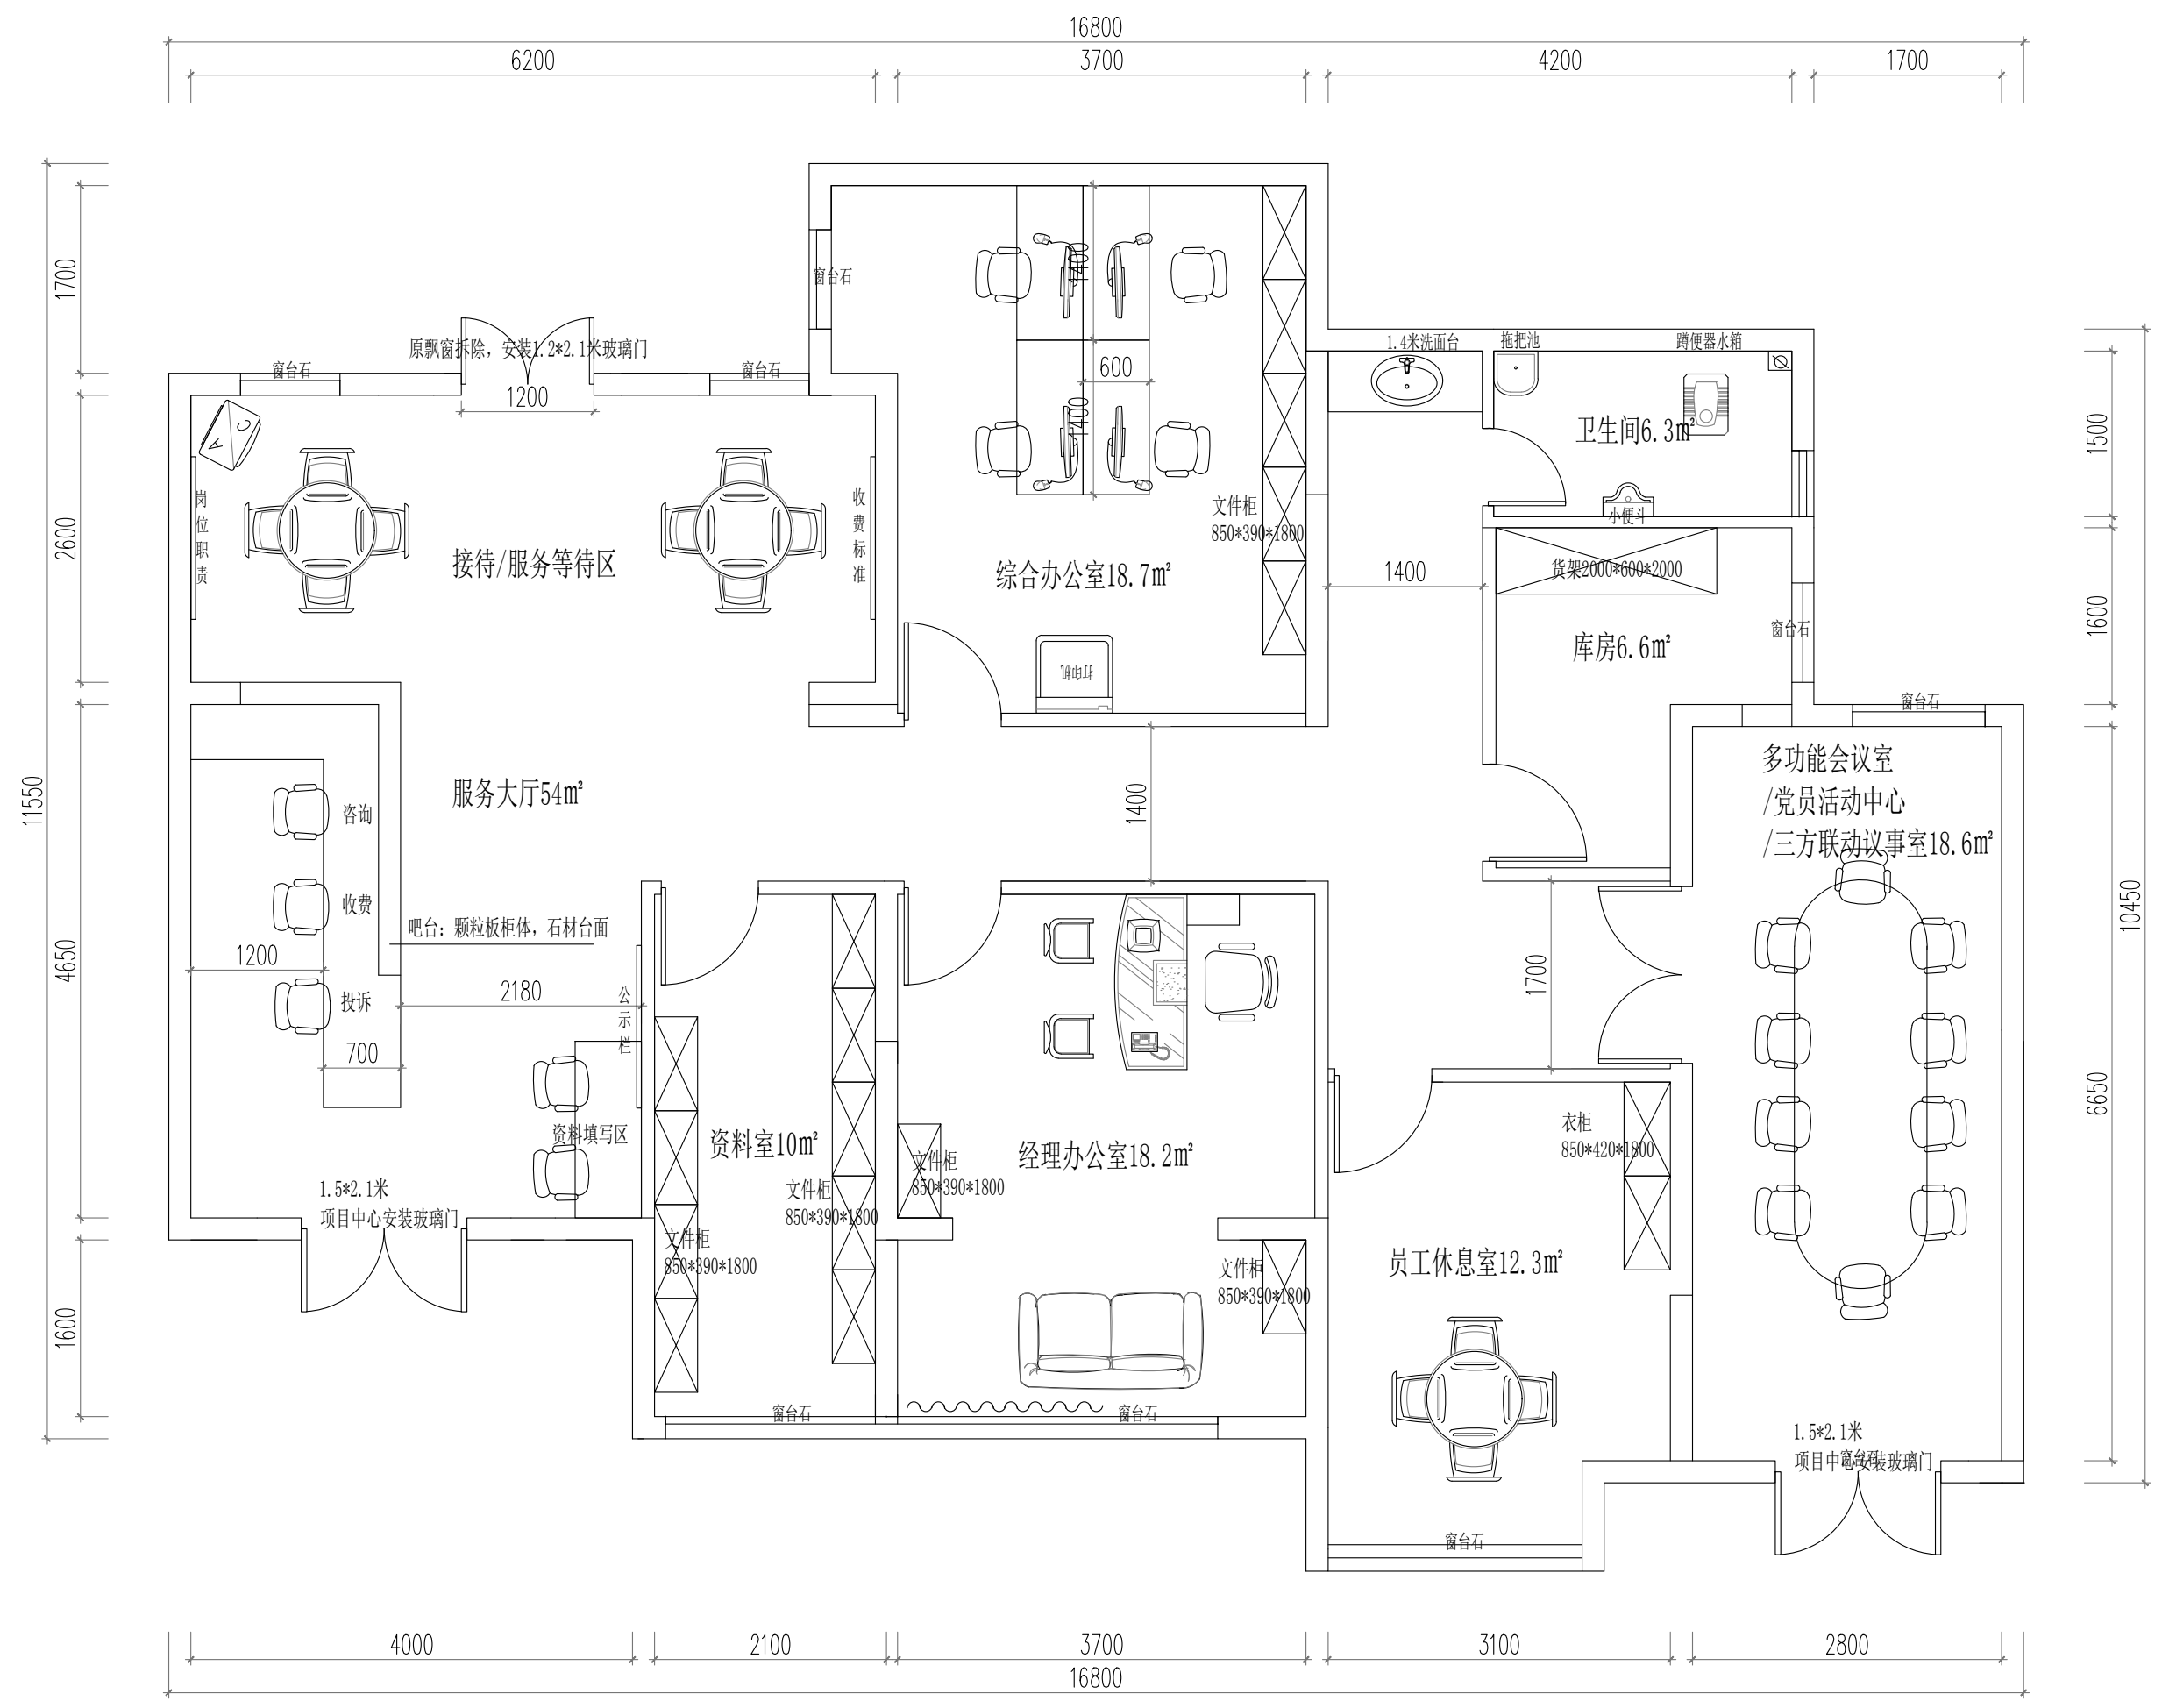 16800
6200
3700
4200
1700
1700
2600
4650
1600
11550
窗台石
原飘窗拆除，安装1.2*2.1米玻璃门
窗台石
窗台石
1200
1400
600
1400
1.4米洗面台
拖把池
蹲便器水箱
卫生间6.3㎡
小便斗
1500
1600
10450
6650
岗位职责
收费标准
接待/服务等待区
文件柜
850*390*1800
综合办公室18.7㎡
1400
货架2000*600*2000
库房6.6㎡
窗台石
窗台石
服务大厅54㎡
1400
多功能会议室
/党员活动中心
/三方联动议事室18.6㎡
咨询
收费
投诉
吧台：颗粒板柜体，石材台面
1200
2180
700
公示栏
1700
资料填写区
资料室10㎡
文件柜
850*390*1800
文件柜
850*390*1800
经理办公室18.2㎡
文件柜
850*390*1800
文件柜
850*390*1800
衣柜
850*420*1800
员工休息室12.3㎡
1.5*2.1米
项目中心安装玻璃门
窗台石
窗台石
窗台石
1.5*2.1米
项目中心安装玻璃门
窗台石
A
C
4000
2100
3700
3100
2800
16800